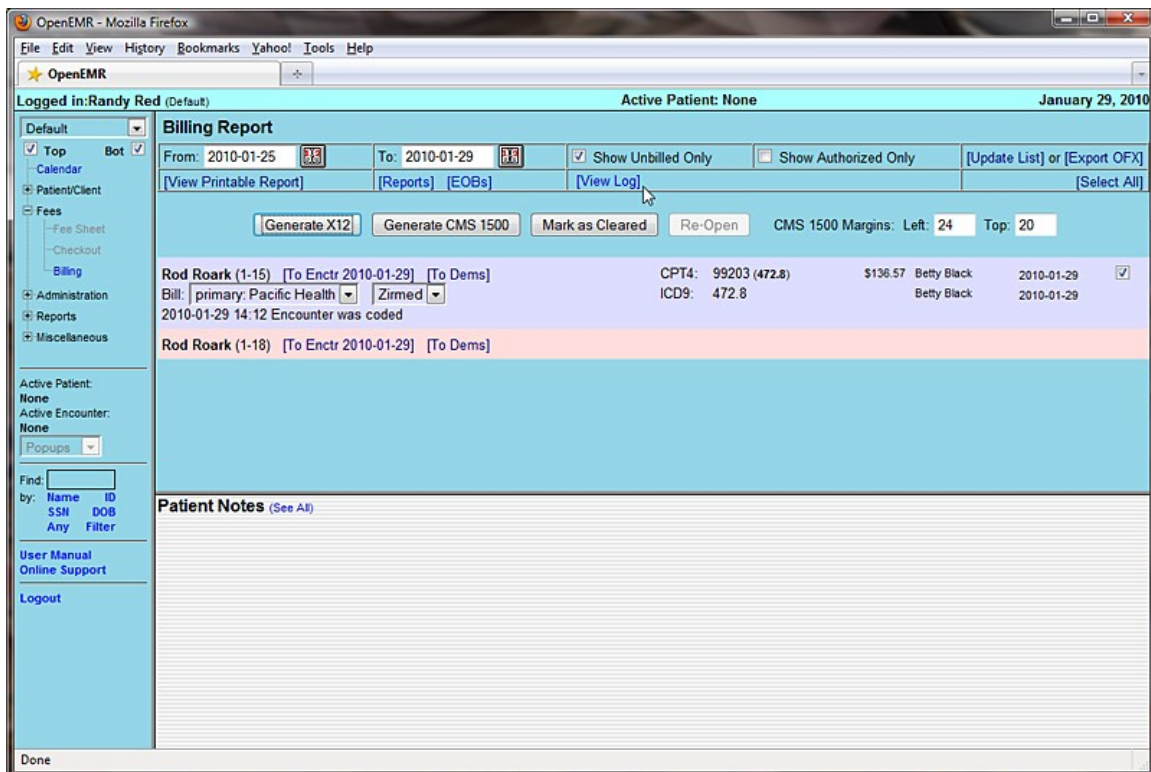 OpenEMR - Mozilla Firefox
File Edit View History Bookmarks Yahoo! Tools Help
OpenEMR
Logged in:Randy Red (Default) Active Patient: None January 29, 2010
Default
Top Bot
Calendar
Patient/Client
Fees
Fee Sheet
Checkout
Billing
Administration
Reports
Miscellaneous
Active Patient:
None
Active Encounter:
None
Popups
Find:
by: Name ID
SSN DOB
Any Filter
User Manual
Online Support
Logout
Billing Report
From: 2010-01-25 To: 2010-01-29 Show Unbilled Only Show Authorized Only [Update List] or [Export OFX]
[View Printable Report] [Reports] [EOBs] [View Log] [Select All]
Generate X12 Generate CMS 1500 Mark as Cleared Re-Open CMS 1500 Margins: Left: 24 Top: 20
Rod Roark (1-15) [To Enctr 2010-01-29] [To Dems] CPT4: 99203 (472.8) $136.57 Betty Black 2010-01-29
Bill: primary: Pacific Health Zirmed ICD9: 472.8 Betty Black 2010-01-29
2010-01-29 14:12 Encounter was coded
Rod Roark (1-18) [To Enctr 2010-01-29] [To Dems]
Patient Notes (See All)
Done